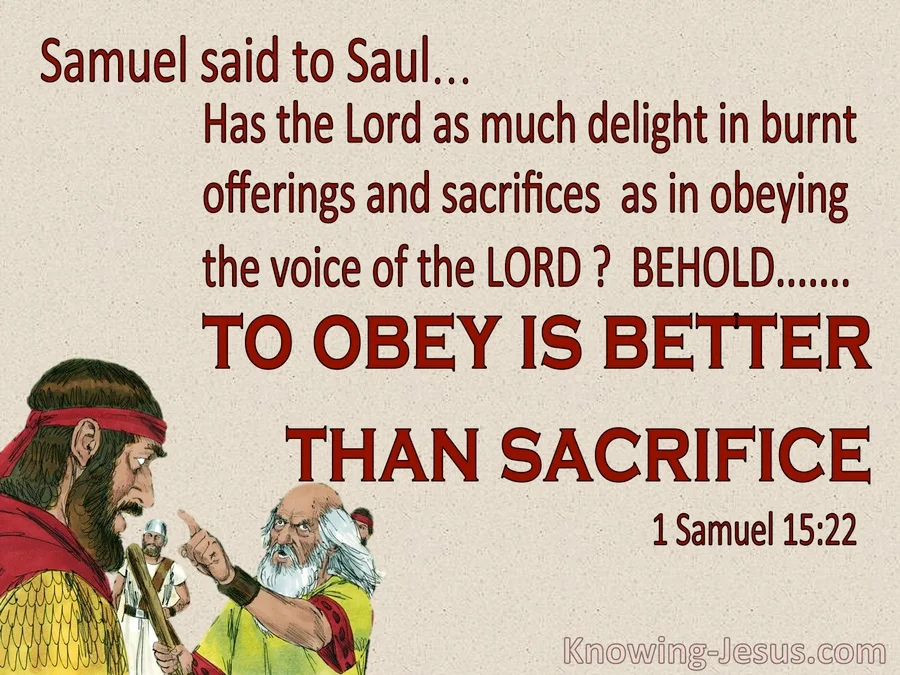 Samuel said to Saul...
Has the Lord as much delight in burnt
offerings and sacrifices as in obeying
the voice of the LORD ? BEHOLD.......
TO OBEY IS BETTER
THAN SACRIFICE
1 Samuel 15:22
Knowing-Jesus.com